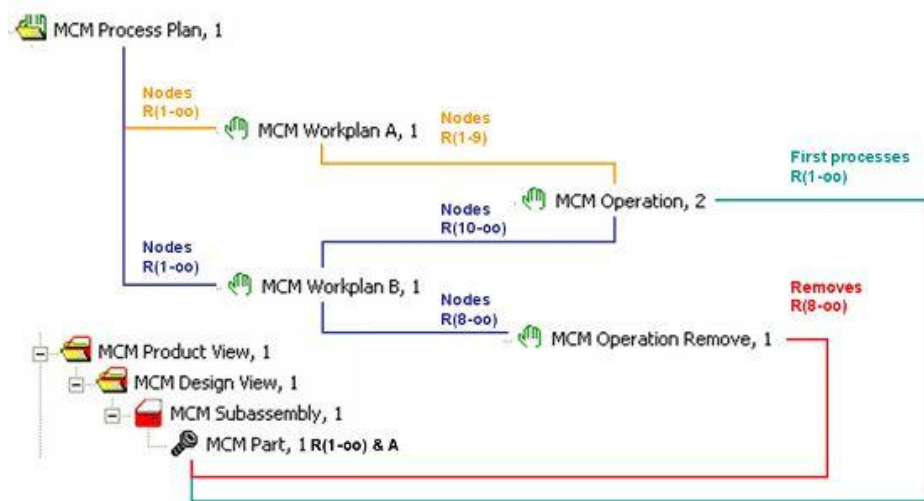 MCM Process Plan, 1
Nodes
R(1-oo)
MCM Workplan A, 1
Nodes
R(1-9)
First processes
R(1-oo)
MCM Operation, 2
Nodes
R(10-oo)
Nodes
R(1-oo)
MCM Workplan B, 1
Nodes
R(8-oo)
Removes
R(8-oo)
MCM Operation Remove, 1
MCM Product View, 1
MCM Design View, 1
MCM Subassembly, 1
MCM Part, 1 R(1-oo) & A